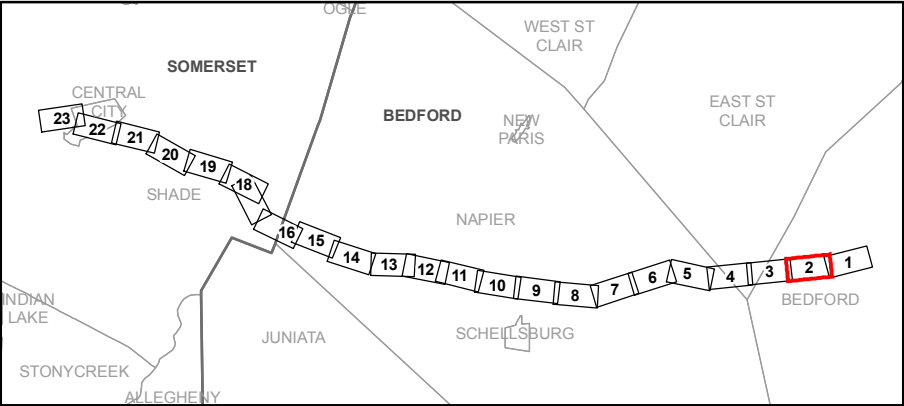 OGLE
WEST ST
CLAIR
SOMERSET
CENTRAL
CITY
BEDFORD
NEW
PARIS
EAST ST
CLAIR
23
22
21
20
19
18
SHADE
NAPIER
16
15
14
13
12
11
10
9
8
7
6
5
4
3
2
1
BEDFORD
INDIAN
LAKE
JUNIATA
SCHELLSBURG
STONYCREEK
ALLEGHENY